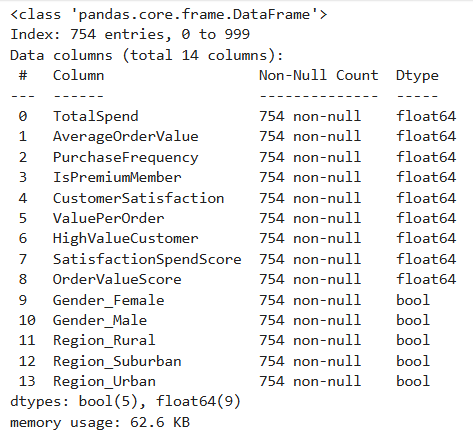 <class 'pandas.core.frame.DataFrame'>
Index: 754 entries, 0 to 999
Data columns (total 14 columns):
 #   Column                 Non-Null Count  Dtype
---  ------                 --------------  -----
 0   TotalSpend             754 non-null    float64
 1   AverageOrderValue      754 non-null    float64
 2   PurchaseFrequency      754 non-null    float64
 3   IsPremiumMember        754 non-null    float64
 4   CustomerSatisfaction   754 non-null    float64
 5   ValuePerOrder          754 non-null    float64
 6   HighValueCustomer      754 non-null    float64
 7   SatisfactionSpendScore 754 non-null    float64
 8   OrderValueScore        754 non-null    float64
 9   Gender_Female          754 non-null    bool
 10  Gender_Male            754 non-null    bool
 11  Region_Rural           754 non-null    bool
 12  Region_Suburban        754 non-null    bool
 13  Region_Urban           754 non-null    bool
dtypes: bool(5), float64(9)
memory usage: 62.6 KB